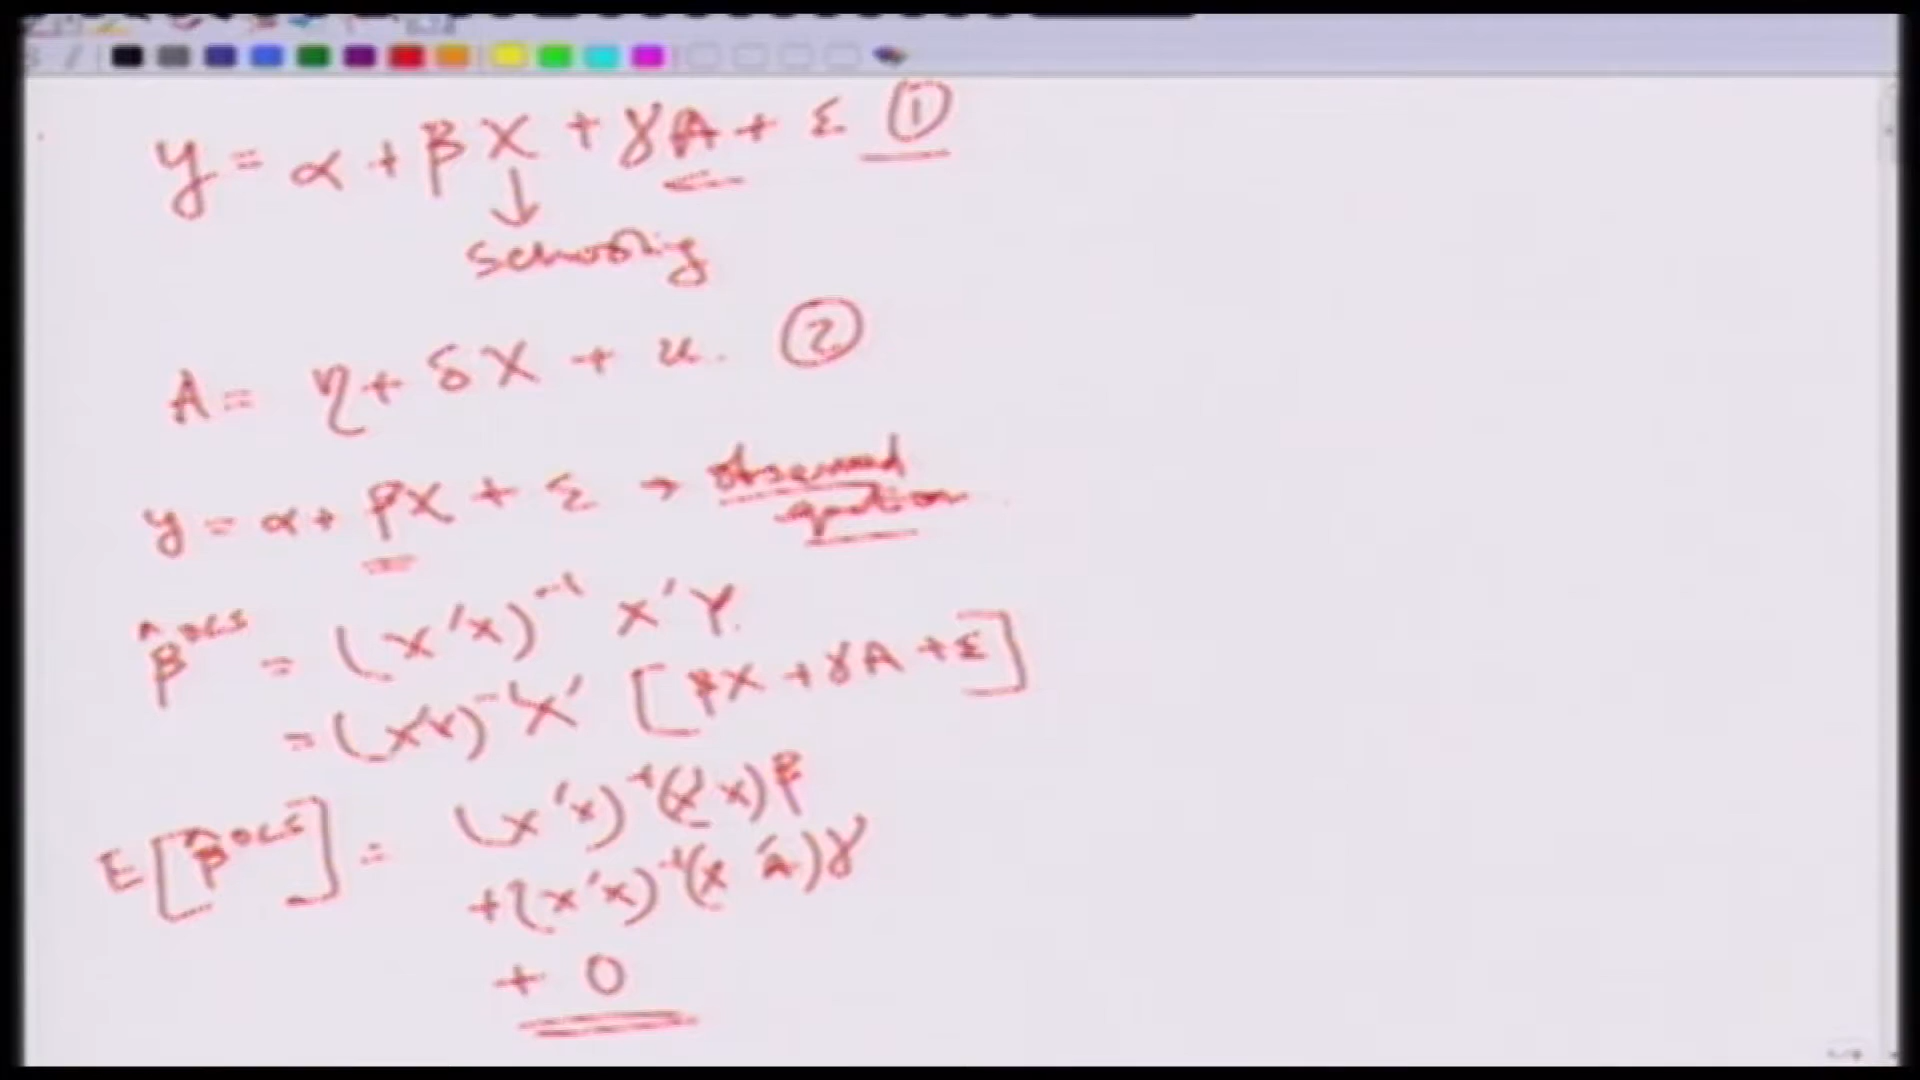 y = α + βX + γA + ε ①
↓
Schooling
A = η + δX + u. ②
y = α + βX + ε → observed
equation
β̂^OLS = (x'x)^-1 x'Y.
= (x'x)^-1 x' [βX + γA + ε]
E[β̂^OLS] = (x'x)^-1 (x'x)β
+ (x'x)^-1 (x'A)γ
+ 0